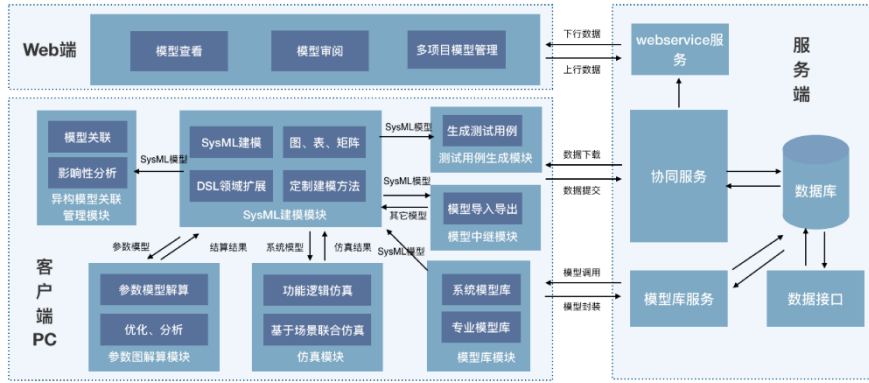 Web端
模型查看
模型审阅
多项目模型管理
下行数据
上行数据
webservice服
务
服
务
端
模型关联
影响性分析
异构模型关联
管理模块
SysML模型
SysML建模
图、表、矩阵
DSL领域扩展
定制建模方法
SysML建模模块
SysML模型
生成测试用例
测试用例生成模块
SysML模型
其它模型
模型导入导出
模型中继模块
数据下载
数据提交
协同服务
数据库
参数模型
结算结果
系统模型
仿真结果
SysML模型
客
户
端
PC
参数模型解算
优化、分析
参数图解算模块
功能逻辑仿真
基于场景联合仿真
仿真模块
系统模型库
专业模型库
模型库模块
模型调用
模型封装
模型库服务
数据接口